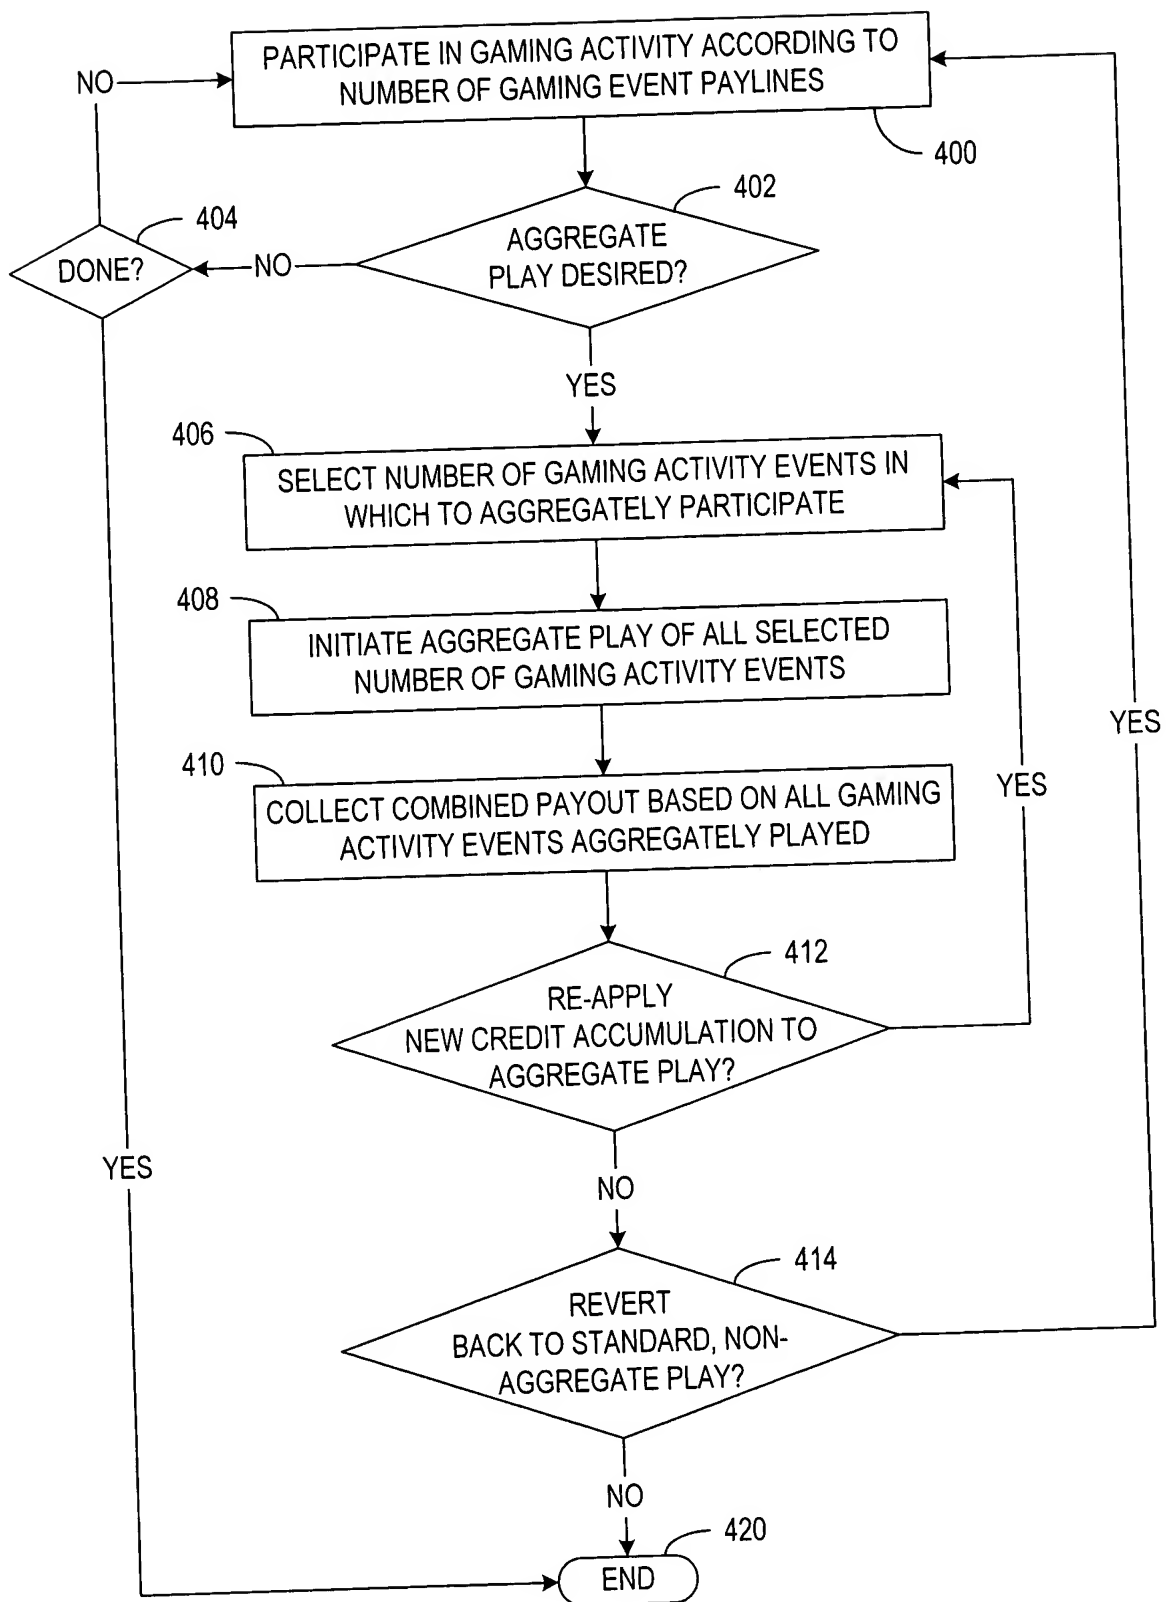 PARTICIPATE IN GAMING ACTIVITY ACCORDING TO
NUMBER OF GAMING EVENT PAYLINES
NO
400
402
404
AGGREGATE
PLAY DESIRED?
DONE?
NO
YES
406
SELECT NUMBER OF GAMING ACTIVITY EVENTS IN
WHICH TO AGGREGATELY PARTICIPATE
408
INITIATE AGGREGATE PLAY OF ALL SELECTED
NUMBER OF GAMING ACTIVITY EVENTS
YES
410
YES
COLLECT COMBINED PAYOUT BASED ON ALL GAMING
ACTIVITY EVENTS AGGREGATELY PLAYED
412
RE-APPLY
NEW CREDIT ACCUMULATION TO
AGGREGATE PLAY?
YES
NO
414
REVERT
BACK TO STANDARD, NON-
AGGREGATE PLAY?
NO
420
END